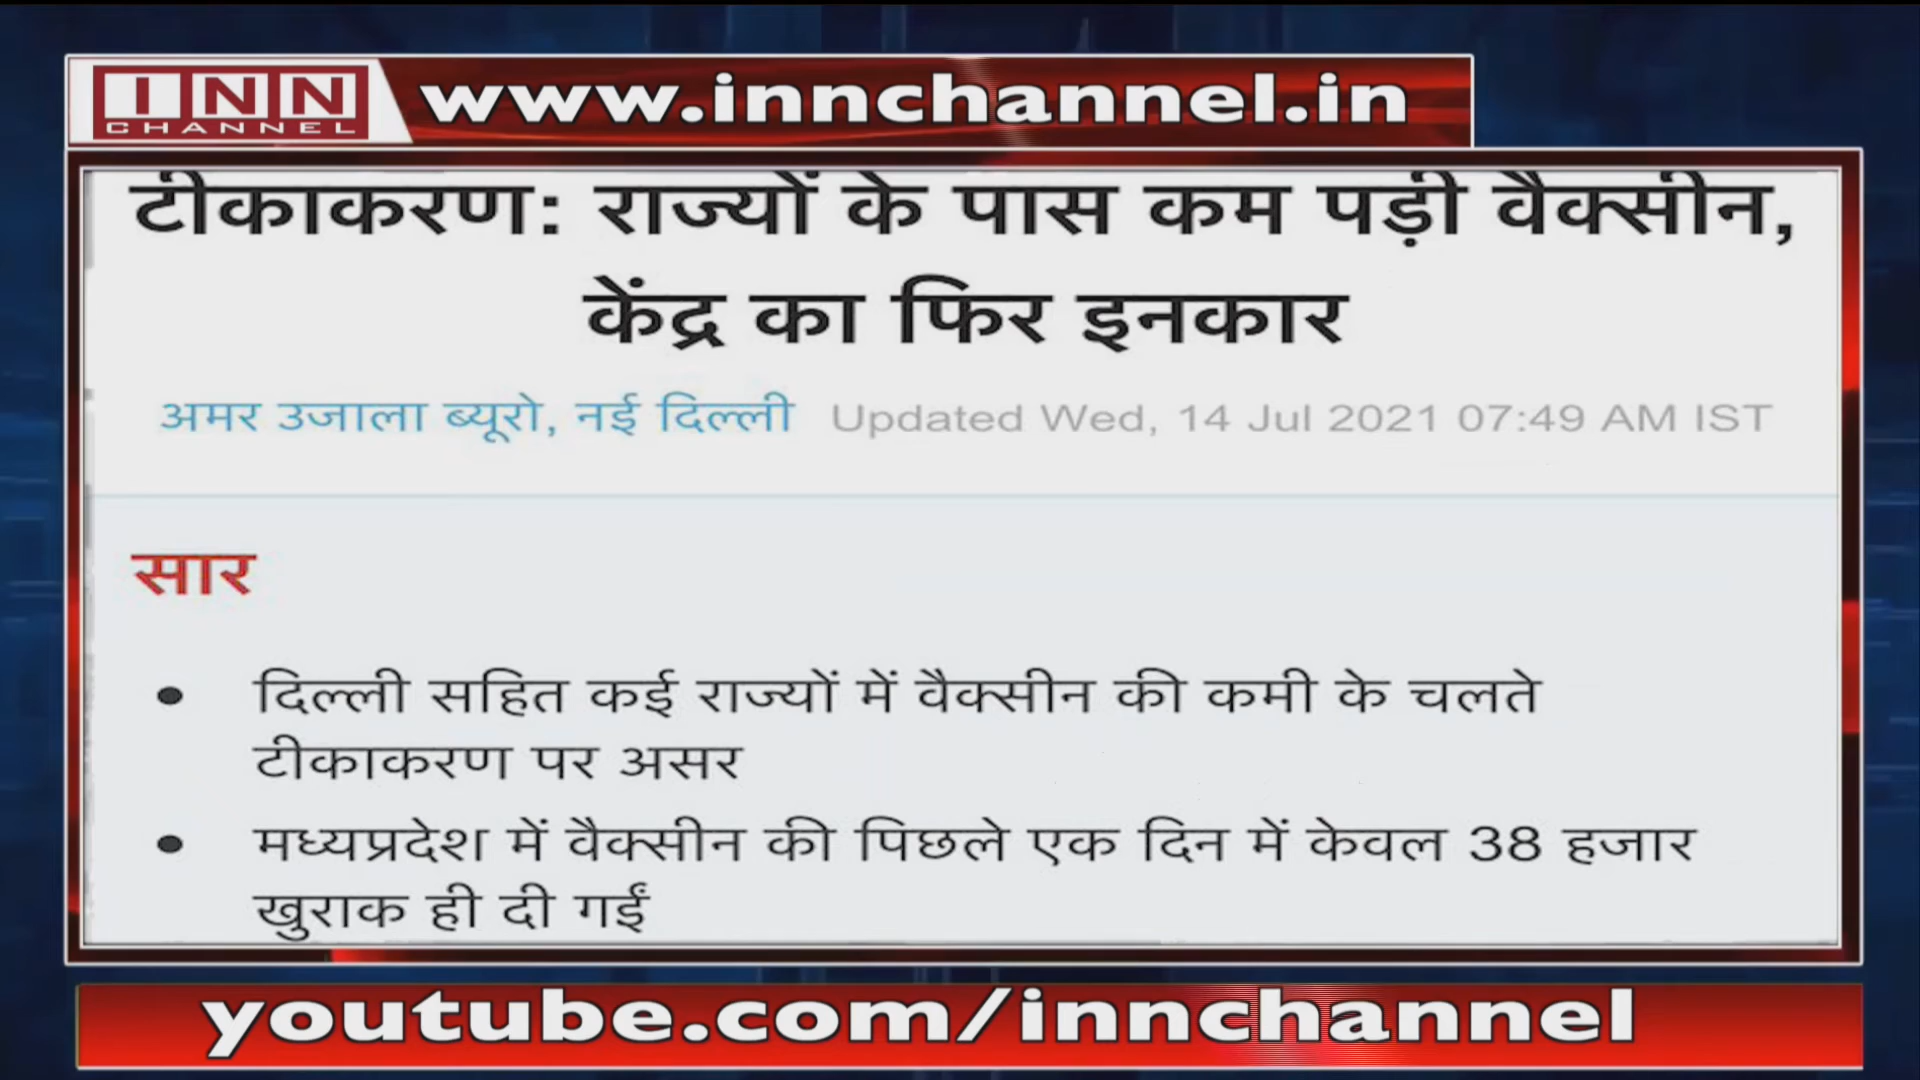 INN
CHANNEL
www.innchannel.in
टीकाकरण: राज्यों के पास कम पड़ी वैक्सीन,
केंद्र का फिर इनकार
अमर उजाला ब्यूरो, नई दिल्ली Updated Wed, 14 Jul 2021 07:49 AM IST
सार
• दिल्ली सहित कई राज्यों में वैक्सीन की कमी के चलते
टीकाकरण पर असर
• मध्यप्रदेश में वैक्सीन की पिछले एक दिन में केवल 38 हजार
खुराक ही दी गईं
youtube.com/innchannel